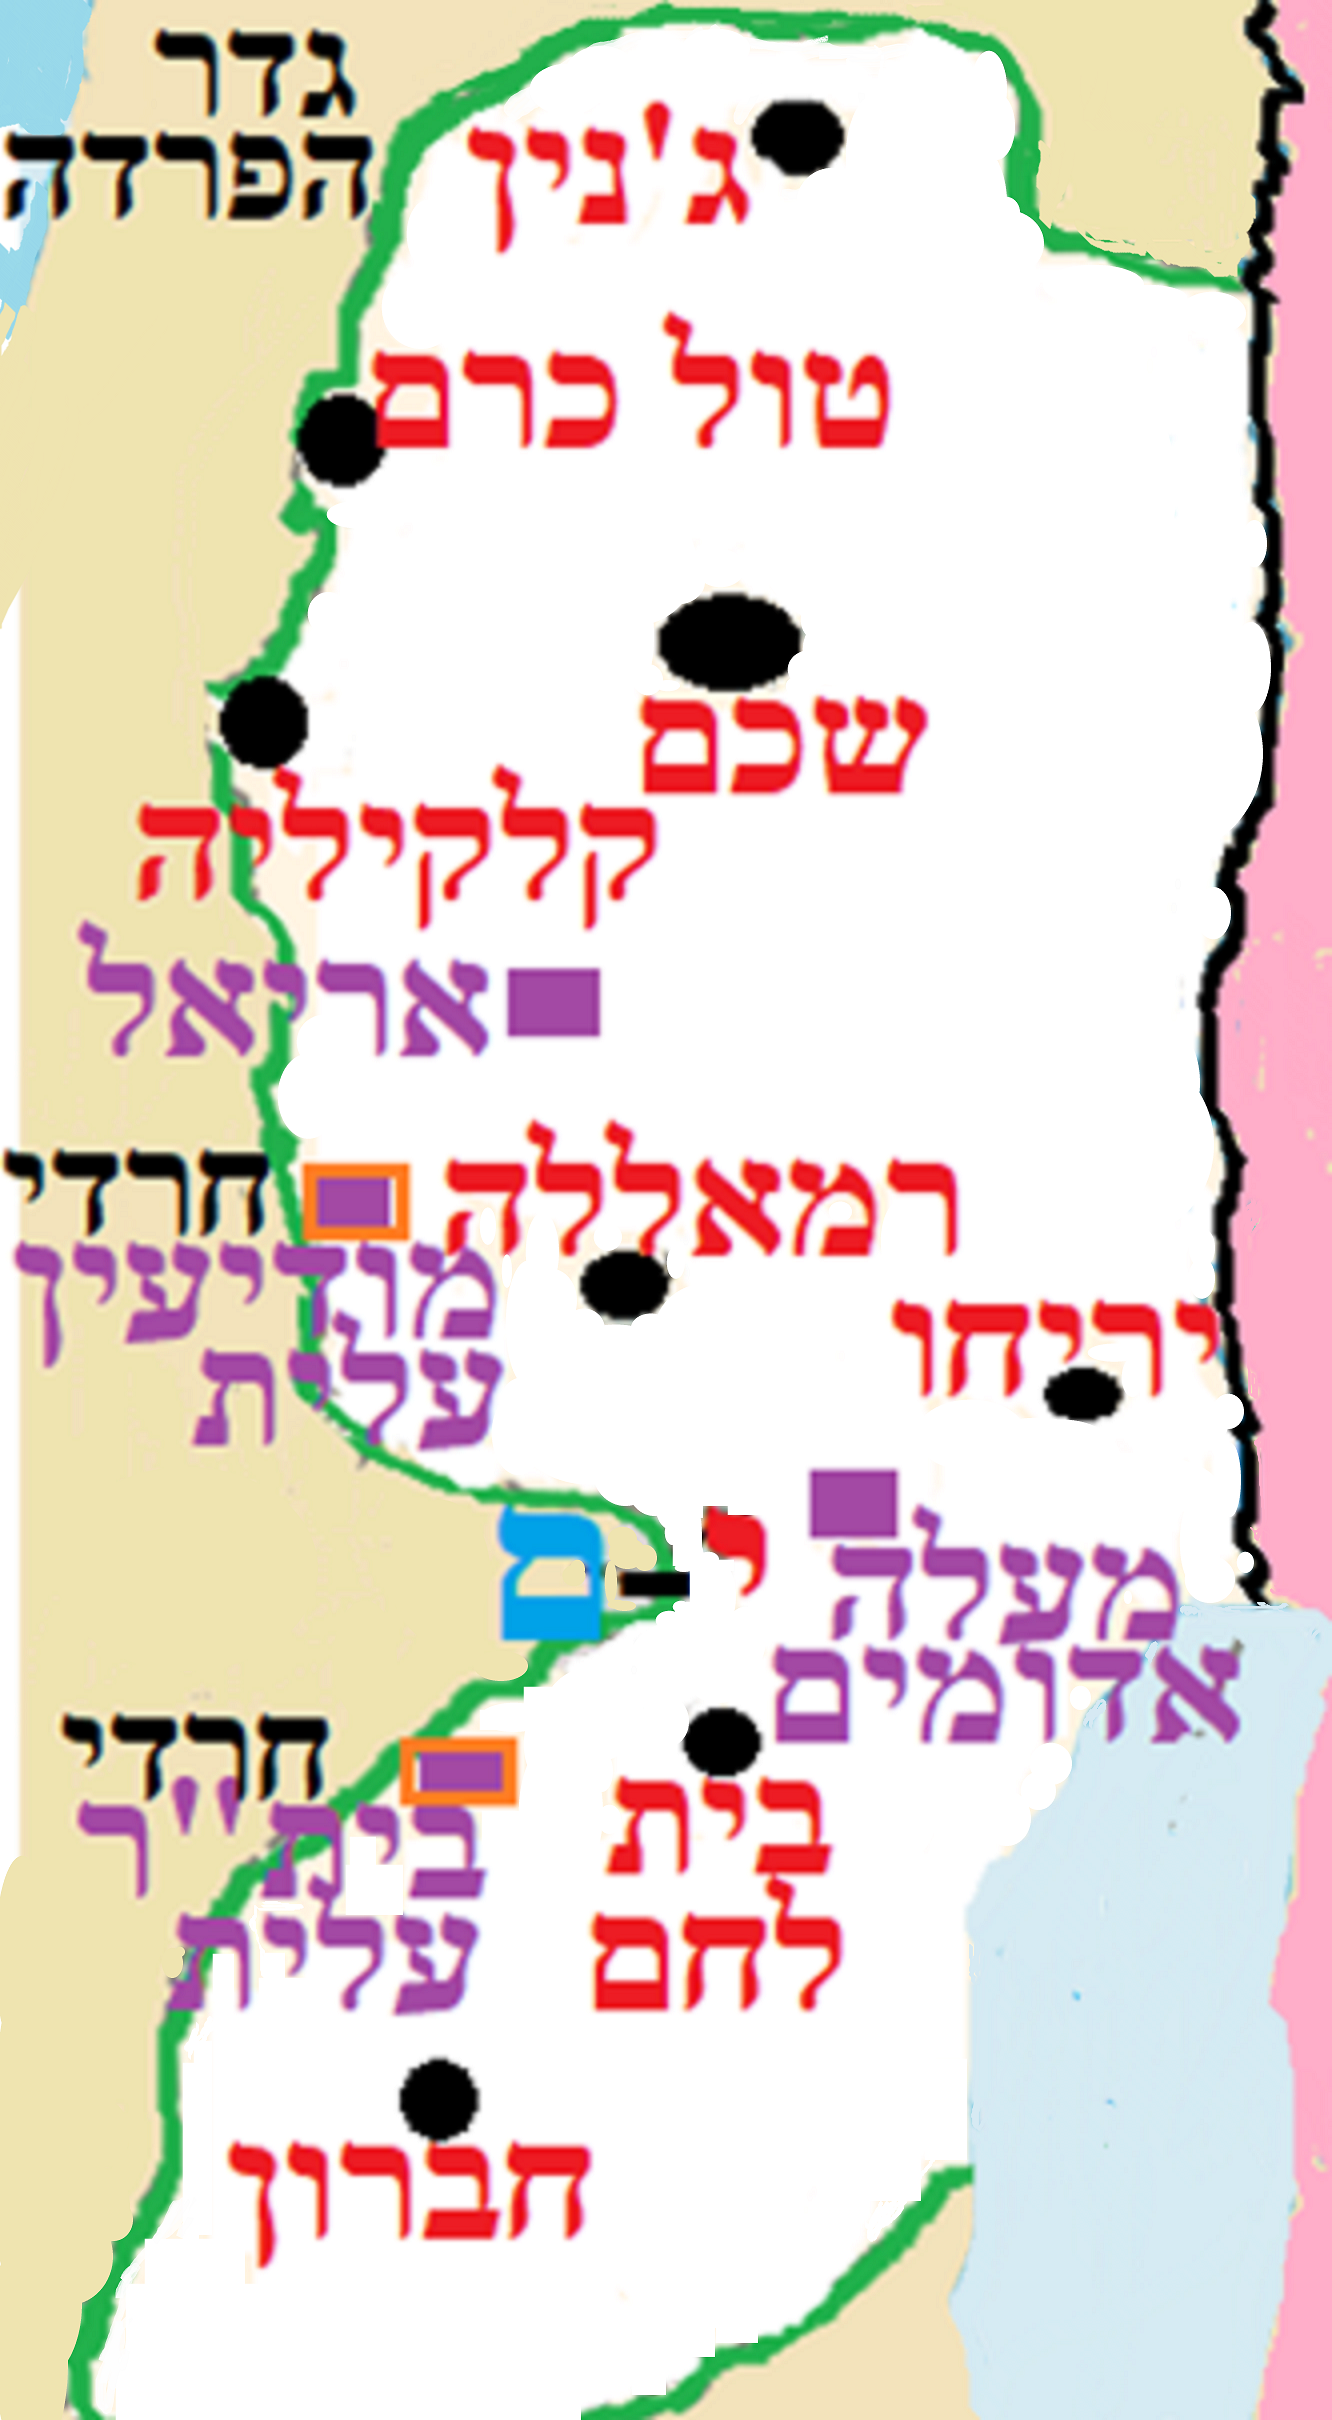 גדר
הפרדה
ג'נין
טול כרם
שכם
קלקיליה
אריאל
רמאללה
חרדי
מודיעין
עלית
יריחו
י-ם
מעלה
אדומים
חרדי
בית"ר
עלית
בית
לחם
חברון